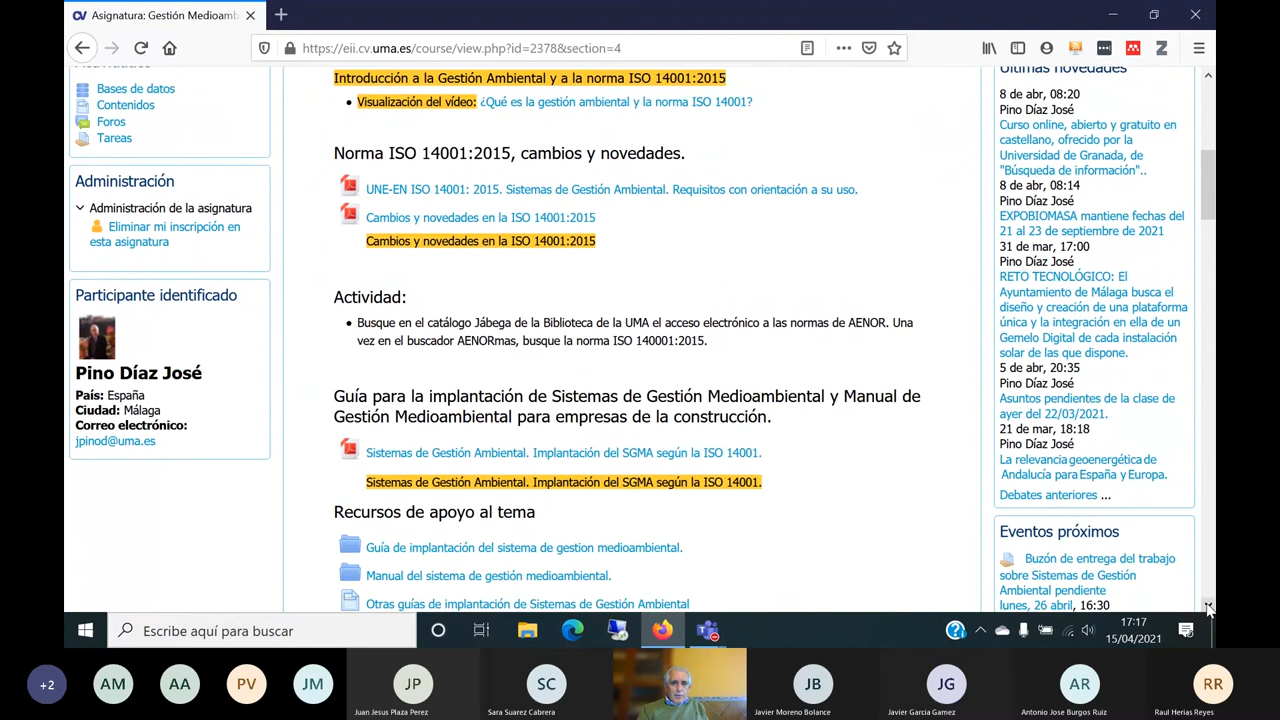 Asignatura: Gestión Medioamb
https://eii.cv.uma.es/course/view.php?id=2378&section=4
Bases de datos
Contenidos
Foros
Tareas
Administración
Administración de la asignatura
Eliminar mi inscripción en
esta asignatura
Participante identificado
Pino Díaz José
País: España
Ciudad: Málaga
Correo electrónico:
jpinod@uma.es
Introducción a la Gestión Ambiental y a la norma ISO 14001:2015
Visualización del vídeo: ¿Qué es la gestión ambiental y la norma ISO 14001?
Norma ISO 14001:2015, cambios y novedades.
UNE-EN ISO 14001: 2015. Sistemas de Gestión Ambiental. Requisitos con orientación a su uso.
Cambios y novedades en la ISO 14001:2015
Cambios y novedades en la ISO 14001:2015
Actividad:
Busque en el catálogo Jábega de la Biblioteca de la UMA el acceso electrónico a las normas de AENOR. Una
vez en el buscador AENORmas, busque la norma ISO 140001:2015.
Guía para la implantación de Sistemas de Gestión Medioambiental y Manual de
Gestión Medioambiental para empresas de la construcción.
Sistemas de Gestión Ambiental. Implantación del SGMA según la ISO 14001.
Sistemas de Gestión Ambiental. Implantación del SGMA según la ISO 14001.
Recursos de apoyo al tema
Guía de implantación del sistema de gestion medioambiental.
Manual del sistema de gestión medioambiental.
Otras guías de implantación de Sistemas de Gestión Ambiental
Últimas novedades
8 de abr, 08:20
Pino Díaz José
Curso online, abierto y gratuito en
castellano, ofrecido por la
Universidad de Granada, de
"Búsqueda de información"..
8 de abr, 08:14
Pino Díaz José
EXPOBIOMASA mantiene fechas del
21 al 23 de septiembre de 2021
31 de mar, 17:00
Pino Díaz José
RETO TECNOLÓGICO: El
Ayuntamiento de Málaga busca el
diseño y creación de una plataforma
única y la integración en ella de un
Gemelo Digital de cada instalación
solar de las que dispone.
5 de abr, 20:35
Pino Díaz José
Asuntos pendientes de la clase de
ayer del 22/03/2021.
21 de mar, 18:18
Pino Díaz José
La relevancia geoenergética de
Andalucía para España y Europa.
Debates anteriores ...
Eventos próximos
Buzón de entrega del trabajo
sobre Sistemas de Gestión
Ambiental pendiente
lunes, 26 abril, 16:30
Escribe aquí para buscar
17:17
15/04/2021
+2
AM
AA
PV
JM
JP
Juan Jesus Plaza Perez
SC
Sara Suarez Cabrera
JB
Javier Moreno Bolance
JG
Javier Garcia Gamez
AR
Antonio Jose Burgos Ruiz
RR
Raul Herias Reyes